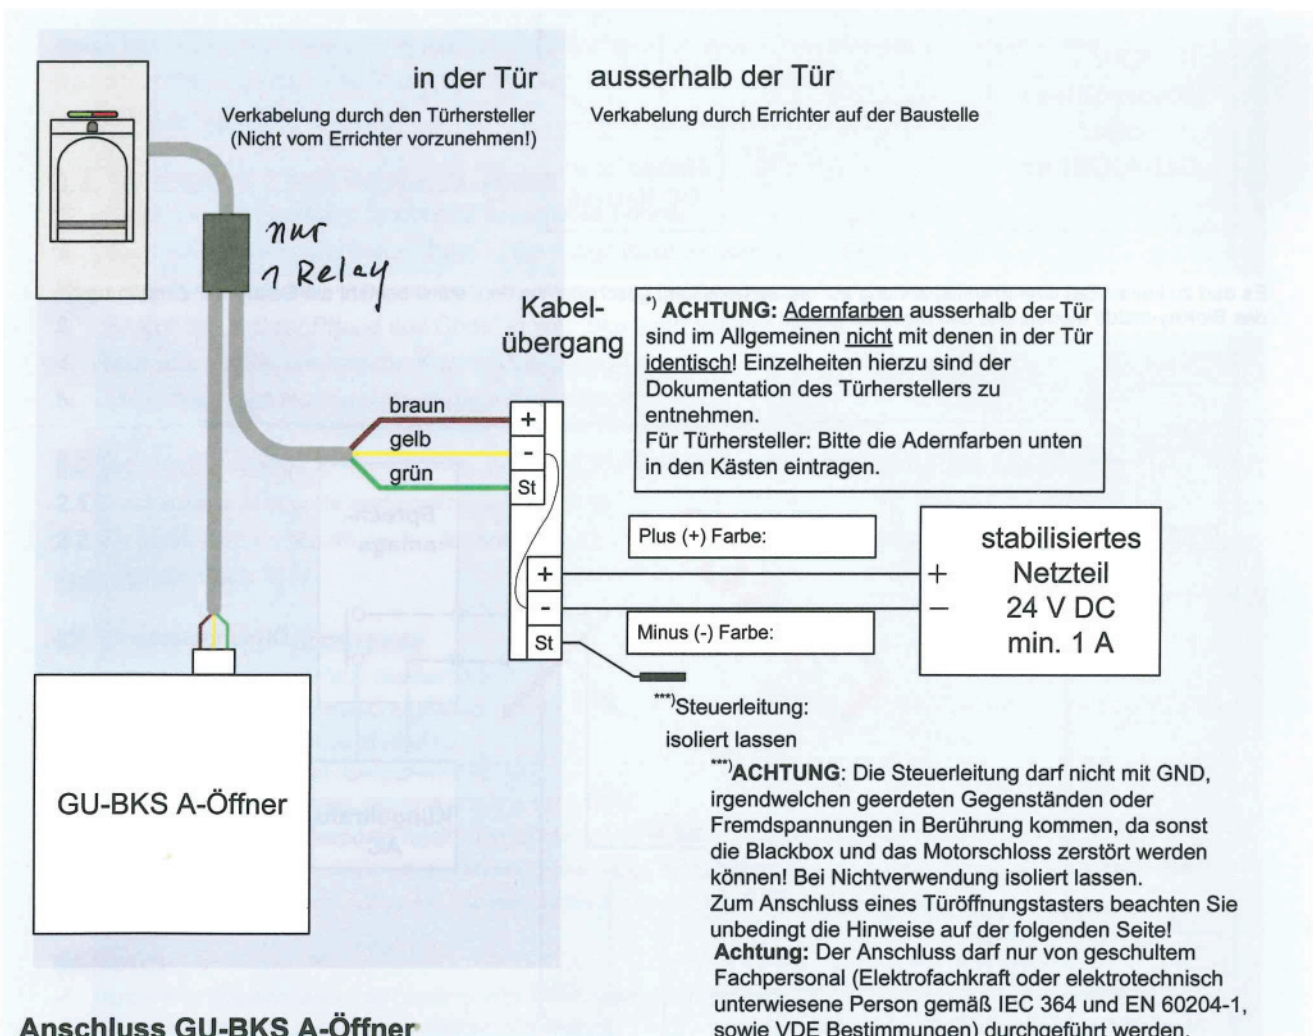 in der Tür
Verkabelung durch den Türhersteller
(Nicht vom Errichter vorzunehmen!)
ausserhalb der Tür
Verkabelung durch Errichter auf der Baustelle
nur
1 Relay
Kabel-
übergang
*) ACHTUNG: Adernfarben ausserhalb der Tür
sind im Allgemeinen nicht mit denen in der Tür
identisch! Einzelheiten hierzu sind der
Dokumentation des Türherstellers zu
entnehmen.
Für Türhersteller: Bitte die Adernfarben unten
in den Kästen eintragen.
braun
gelb
grün
+
-
St
Plus (+) Farbe:
+
-
St
Minus (-) Farbe:
+
–
stabilisiertes
Netzteil
24 V DC
min. 1 A
***)Steuerleitung:
isoliert lassen
***)ACHTUNG: Die Steuerleitung darf nicht mit GND,
irgendwelchen geerdeten Gegenständen oder
Fremdspannungen in Berührung kommen, da sonst
die Blackbox und das Motorschloss zerstört werden
können! Bei Nichtverwendung isoliert lassen.
Zum Anschluss eines Türöffnungstasters beachten Sie
unbedingt die Hinweise auf der folgenden Seite!
Achtung: Der Anschluss darf nur von geschultem
Fachpersonal (Elektrofachkraft oder elektrotechnisch
unterwiesene Person gemäß IEC 364 und EN 60204-1,
sowie VDE Bestimmungen) durchgeführt werden.
GU-BKS A-Öffner
Anschluss GU-BKS A-Öffner